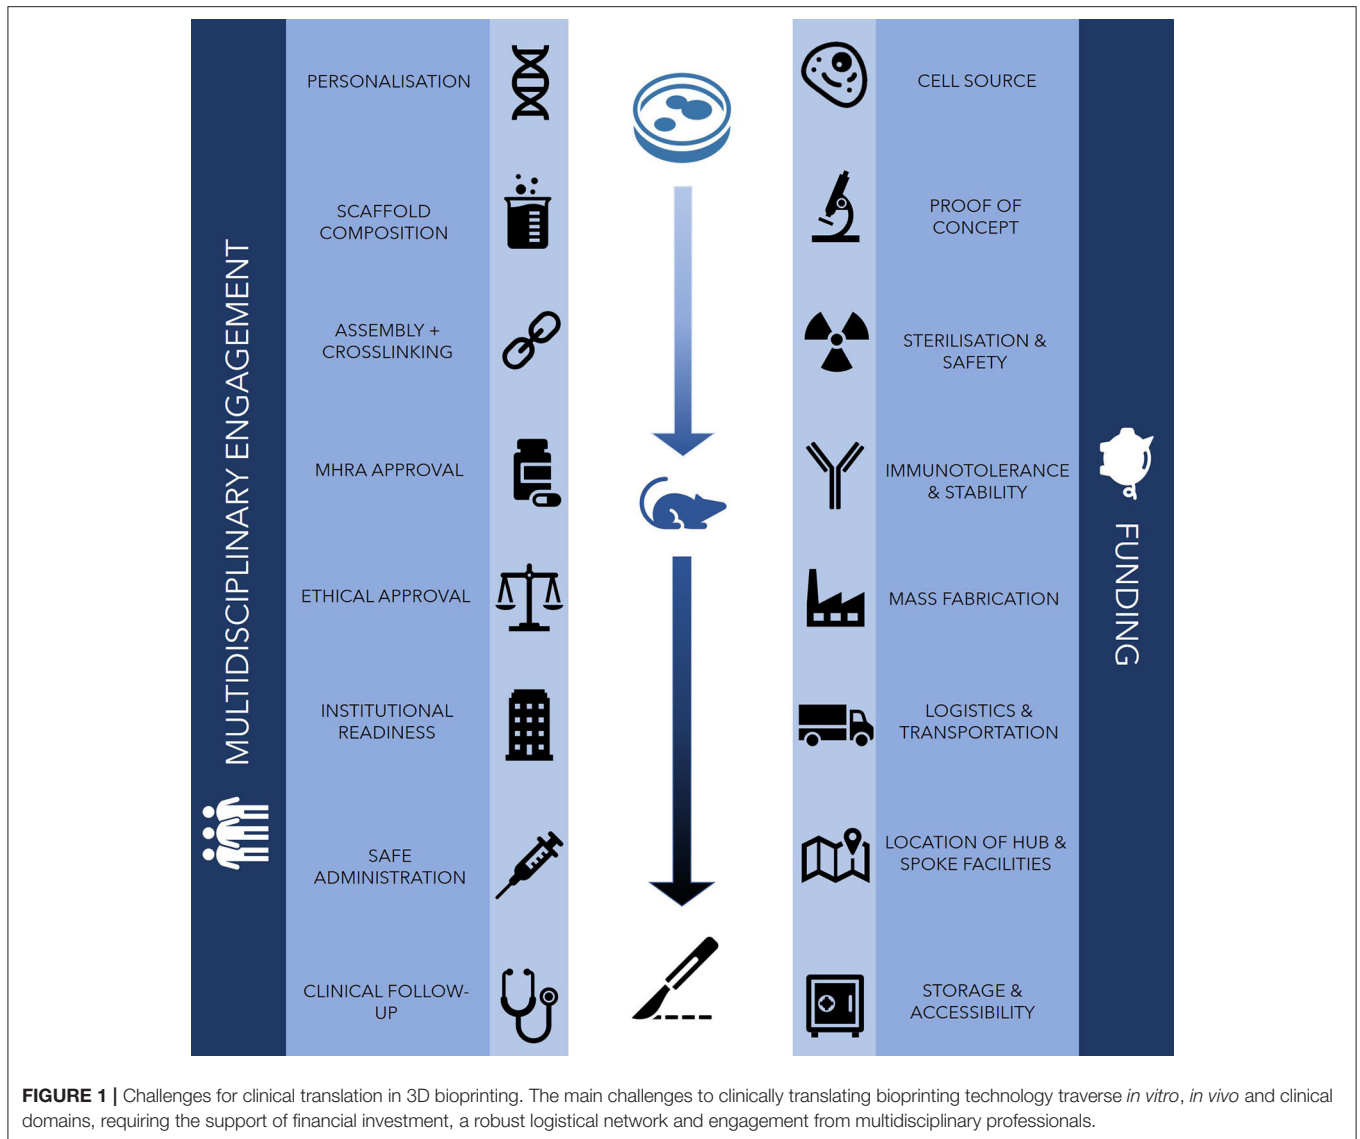 MULTIDISCIPLINARY ENGAGEMENT
PERSONALISATION
SCAFFOLD
COMPOSITION
ASSEMBLY +
CROSSLINKING
MHRA APPROVAL
ETHICAL APPROVAL
INSTITUTIONAL
READINESS
SAFE
ADMINISTRATION
CLINICAL FOLLOW-
UP
CELL SOURCE
PROOF OF
CONCEPT
STERILISATION &
SAFETY
IMMUNOTOLERANCE
& STABILITY
MASS FABRICATION
LOGISTICS &
TRANSPORTATION
LOCATION OF HUB &
SPOKE FACILITIES
STORAGE &
ACCESSIBILITY
FUNDING
FIGURE 1 | Challenges for clinical translation in 3D bioprinting. The main challenges to clinically translating bioprinting technology traverse in vitro, in vivo and clinical
domains, requiring the support of financial investment, a robust logistical network and engagement from multidisciplinary professionals.